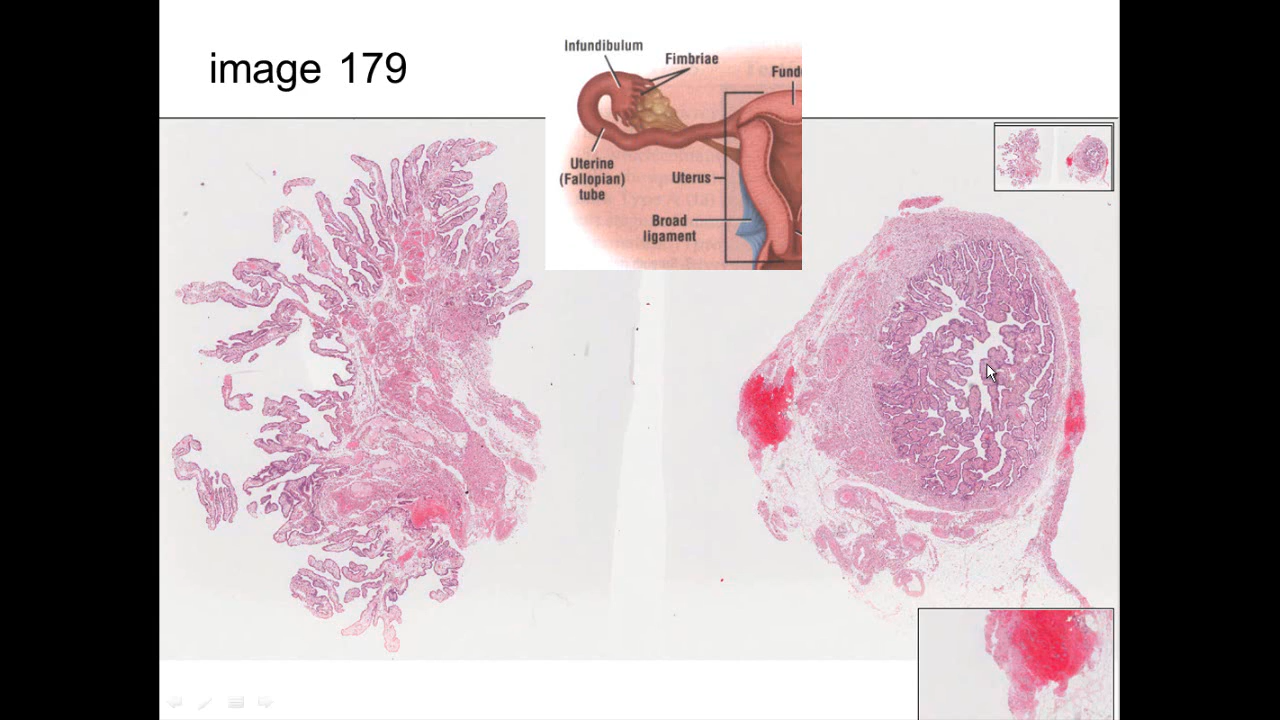 image 179
Infundibulum
Fimbriae
Uterine
(Fallopian)
tube
Uterus
Broad
ligament